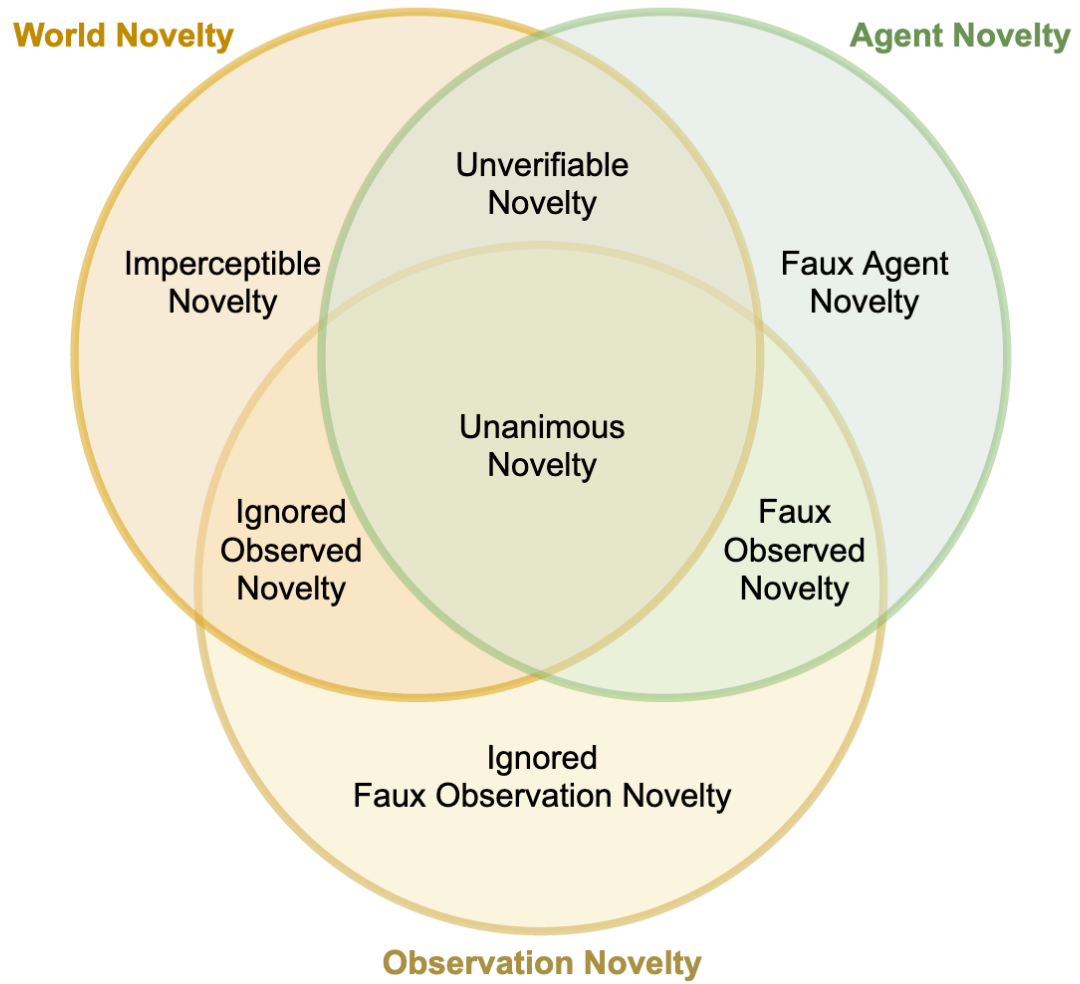 World Novelty
Agent Novelty
Unverifiable
Novelty
Imperceptible
Novelty
Faux Agent
Novelty
Unanimous
Novelty
Ignored
Observed
Novelty
Faux
Observed
Novelty
Ignored
Faux Observation Novelty
Observation Novelty